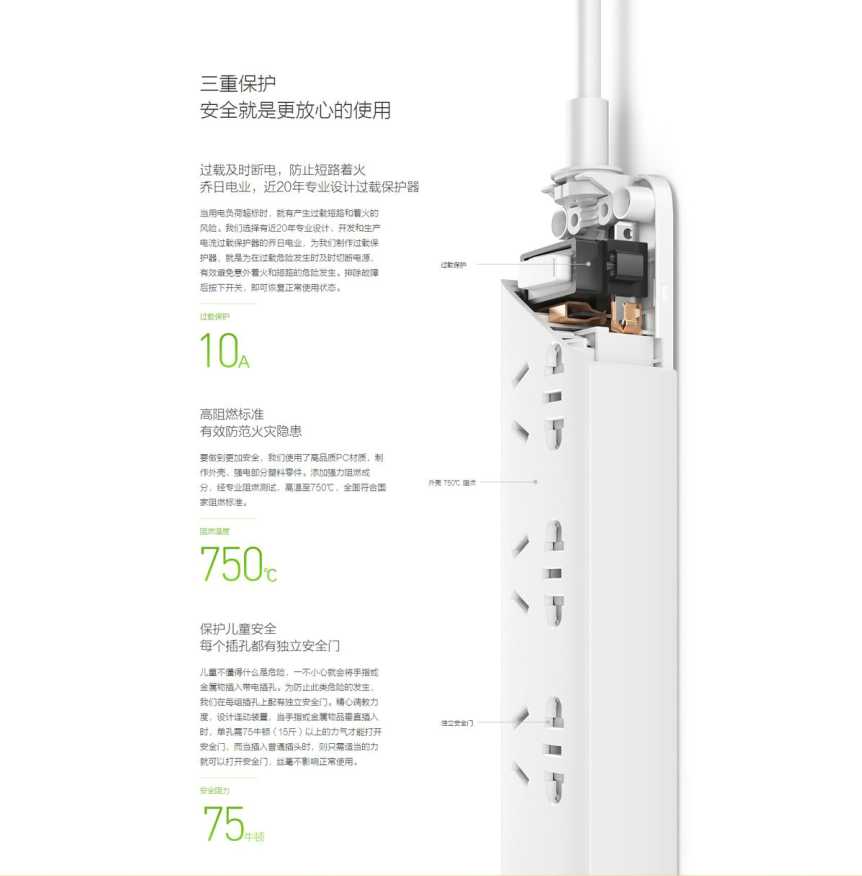 三重保护
安全就是更放心的使用
过载及时断电，防止短路着火
乔日电业，近20年专业设计过载保护器
当用电负荷超标时，就有产生过载短路和着火的
风险。我们选择有近20年专业设计、开发和生产
电流过载保护器的乔日电业，为我们制作过载保
护器，就是为在过载危险发生时及时切断电源，
有效避免意外着火和短路的危险发生。排除故障
后按下开关，即可恢复正常使用状态。
过载保护
10A
过载保护
高阻燃标准
有效防范火灾隐患
要做到更加安全，我们使用了高品质PC材质，制
作外壳、强电部分塑料零件。添加强力阻燃成
分，经专业阻燃测试，高温至750℃，全面符合国
家阻燃标准。
外壳 750℃ 阻燃
阻燃温度
750℃
保护儿童安全
每个插孔都有独立安全门
儿童不懂得什么是危险，一不小心就会将手指或
金属物插入带电插孔。为防止此类危险的发生，
我们在每组插孔上配有独立安全门。精心调教力
度，设计连动装置，当手指或金属物品垂直插入
时，单孔需75牛顿（15斤）以上的力气才能打开
安全门，而当插入普通插头时，则只需适当的力
就可以打开安全门，丝毫不影响正常使用。
独立安全门
安全阻力
75牛顿